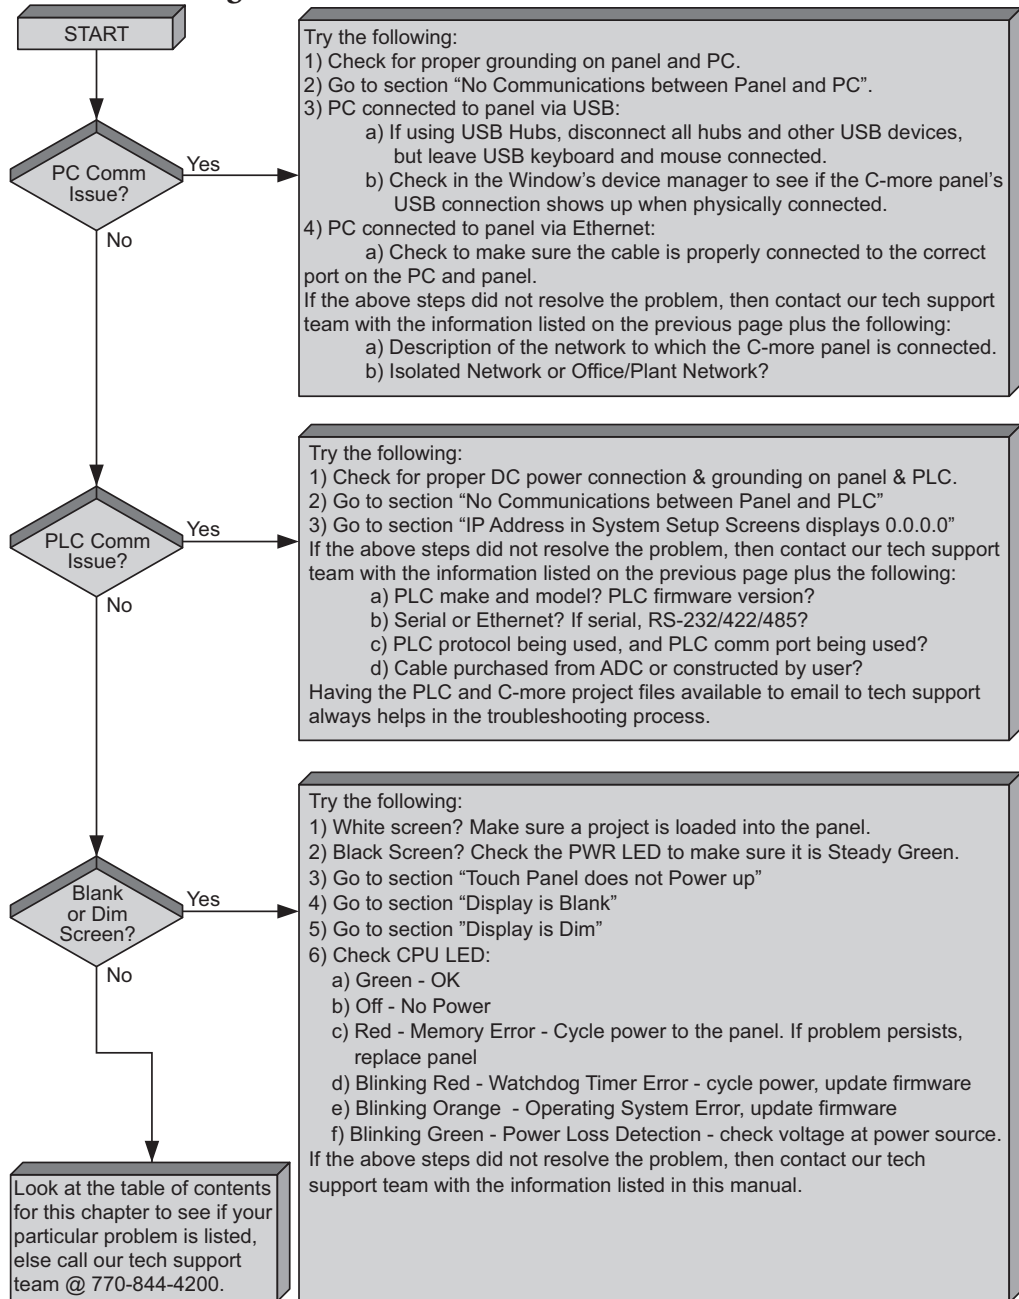 START
PC Comm
Issue?
Yes
No
Try the following:
1) Check for proper grounding on panel and PC.
2) Go to section “No Communications between Panel and PC”.
3) PC connected to panel via USB:
a) If using USB Hubs, disconnect all hubs and other USB devices,
but leave USB keyboard and mouse connected.
b) Check in the Window’s device manager to see if the C-more panel’s
USB connection shows up when physically connected.
4) PC connected to panel via Ethernet:
a) Check to make sure the cable is properly connected to the correct
port on the PC and panel.
If the above steps did not resolve the problem, then contact our tech support
team with the information listed on the previous page plus the following:
a) Description of the network to which the C-more panel is connected.
b) Isolated Network or Office/Plant Network?
PLC Comm
Issue?
Yes
No
Try the following:
1) Check for proper DC power connection & grounding on panel & PLC.
2) Go to section “No Communications between Panel and PLC”
3) Go to section “IP Address in System Setup Screens displays 0.0.0.0”
If the above steps did not resolve the problem, then contact our tech support
team with the information listed on the previous page plus the following:
a) PLC make and model? PLC firmware version?
b) Serial or Ethernet? If serial, RS-232/422/485?
c) PLC protocol being used, and PLC comm port being used?
d) Cable purchased from ADC or constructed by user?
Having the PLC and C-more project files available to email to tech support
always helps in the troubleshooting process.
Blank
or Dim
Screen?
Yes
No
Try the following:
1) White screen? Make sure a project is loaded into the panel.
2) Black Screen? Check the PWR LED to make sure it is Steady Green.
3) Go to section “Touch Panel does not Power up”
4) Go to section “Display is Blank”
5) Go to section ”Display is Dim”
6) Check CPU LED:
a) Green - OK
b) Off - No Power
c) Red - Memory Error - Cycle power to the panel. If problem persists,
replace panel
d) Blinking Red - Watchdog Timer Error - cycle power, update firmware
e) Blinking Orange  - Operating System Error, update firmware
f) Blinking Green - Power Loss Detection - check voltage at power source.
If the above steps did not resolve the problem, then contact our tech
support team with the information listed in this manual.
Look at the table of contents
for this chapter to see if your
particular problem is listed,
else call our tech support
team @ 770-844-4200.